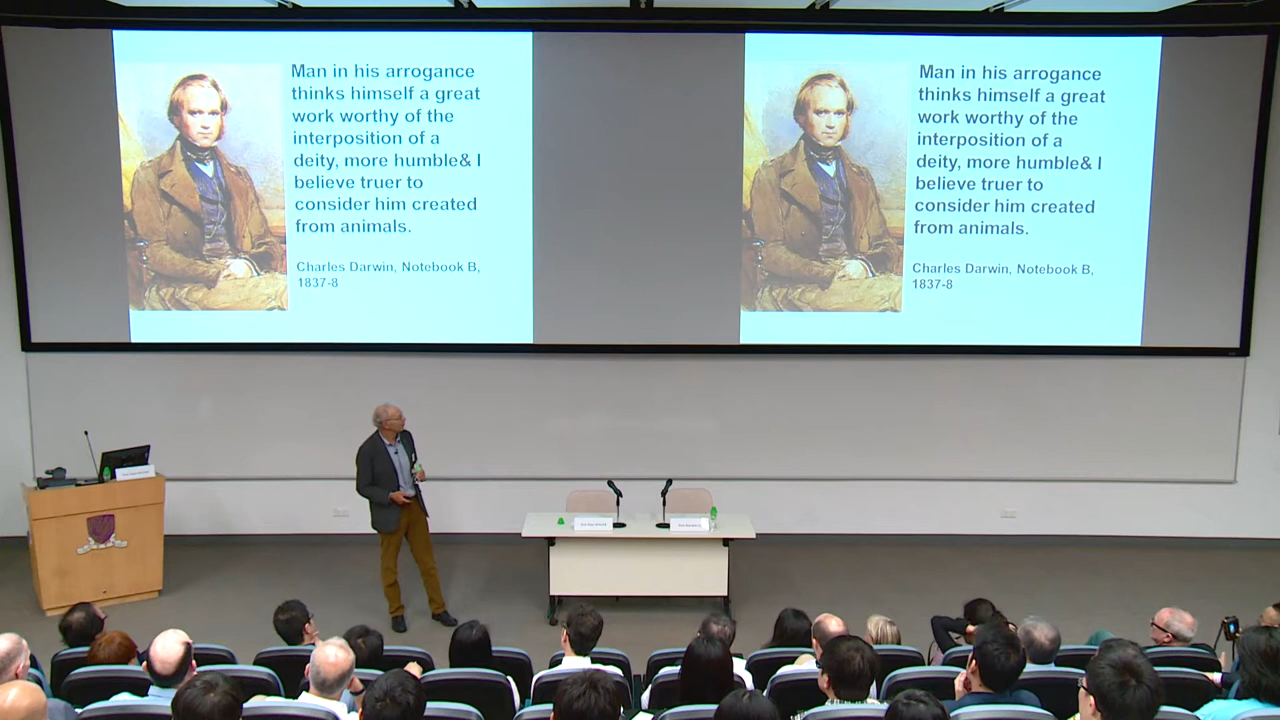 Man in his arrogance
thinks himself a great
work worthy of the
interposition of a
deity, more humble& I
believe truer to
consider him created
from animals.
Charles Darwin, Notebook B,
1837-8
Man in his arrogance
thinks himself a great
work worthy of the
interposition of a
deity, more humble& I
believe truer to
consider him created
from animals.
Charles Darwin, Notebook B,
1837-8